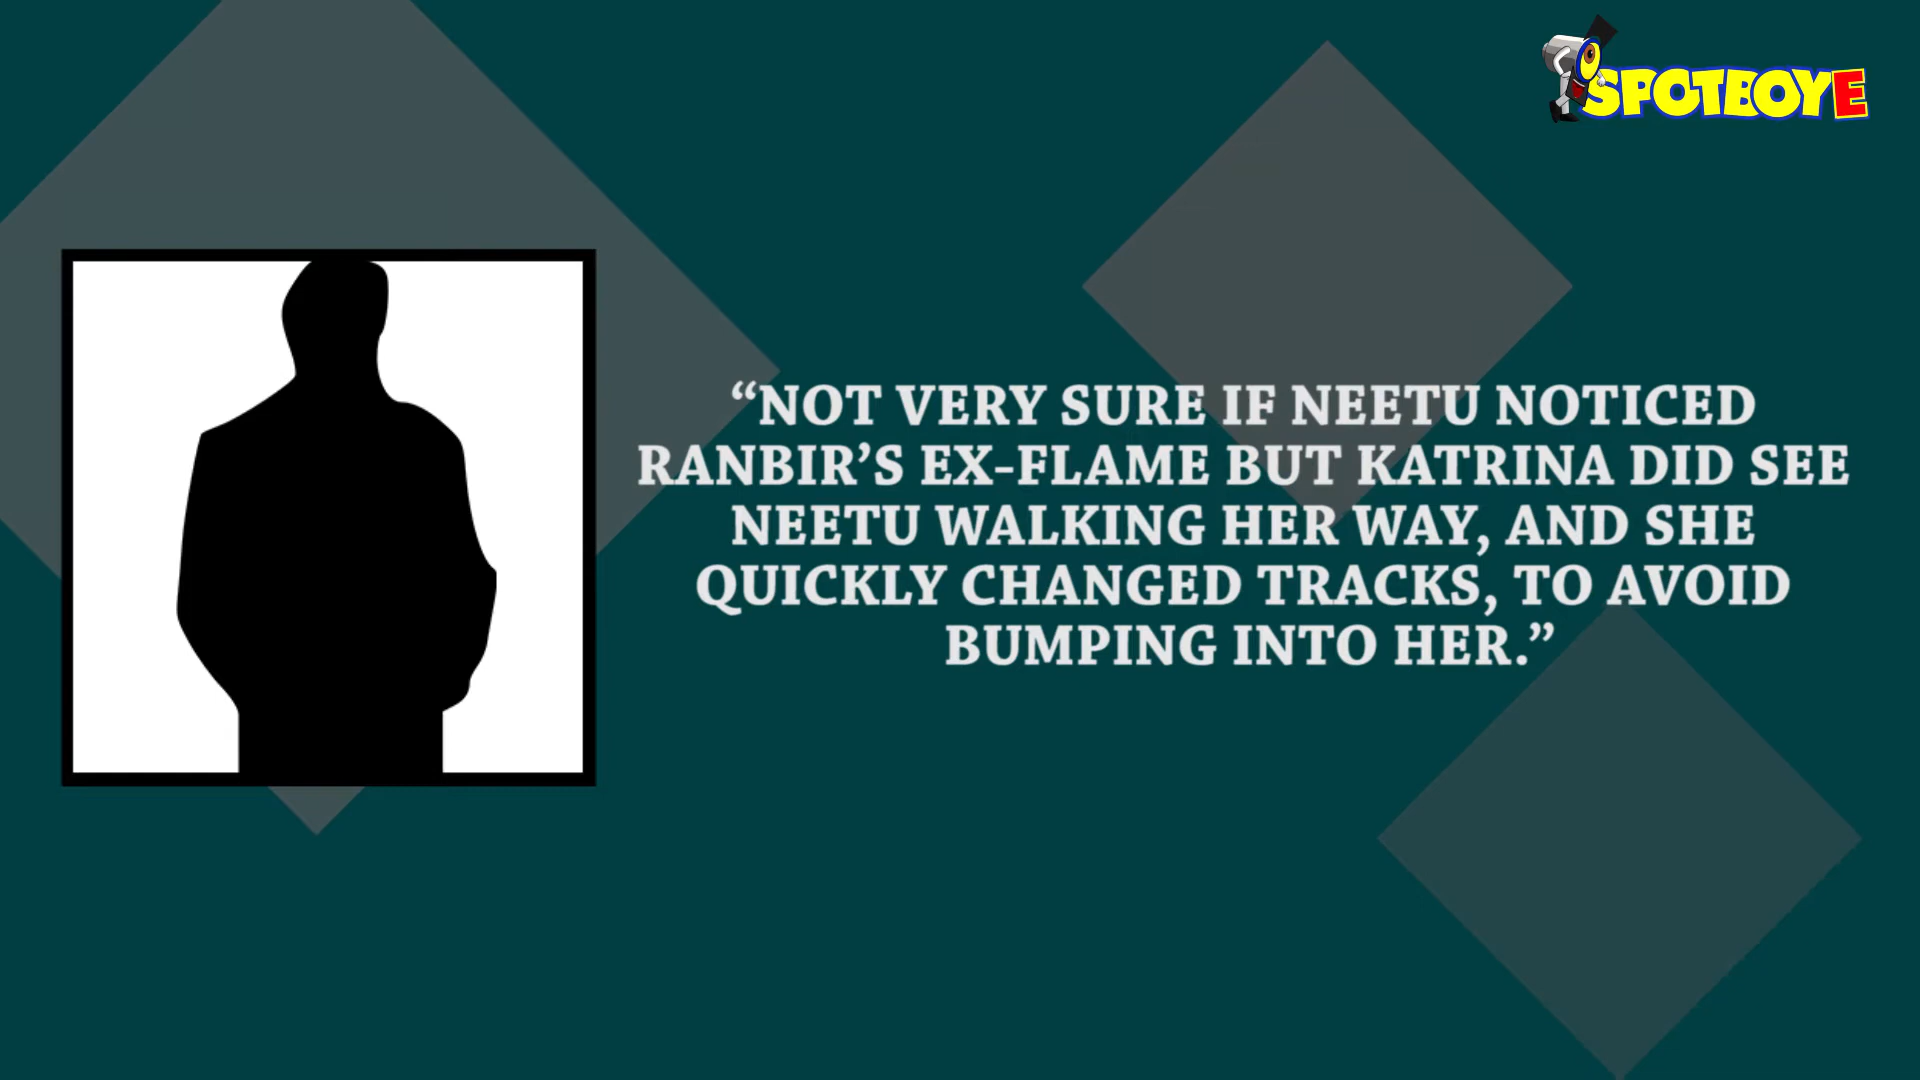 SPOTBOYE
“NOT VERY SURE IF NEETU NOTICED
RANBIR’S EX-FLAME BUT KATRINA DID SEE
NEETU WALKING HER WAY, AND SHE
QUICKLY CHANGED TRACKS, TO AVOID
BUMPING INTO HER.”